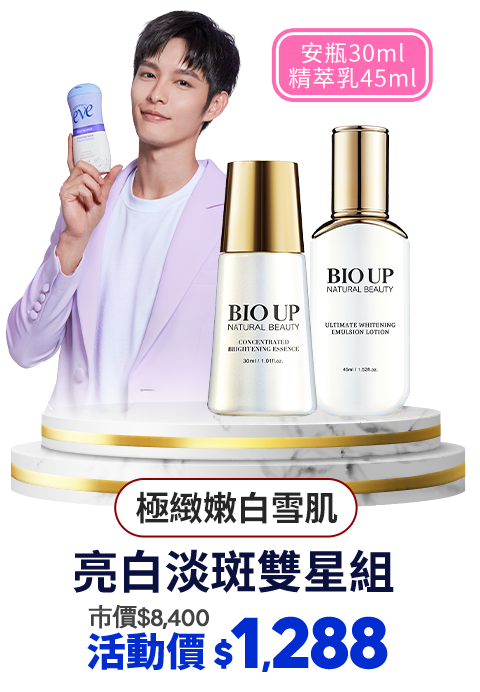 安瓶30ml
精萃乳45ml
eve
BIO UP
NATURAL BEAUTY
CONCENTRATED
BRIGHTENING ESSENCE
30ml / 1.01fl.oz.
BIO UP
NATURAL BEAUTY
ULTIMATE WHITENING
EMULSION LOTION
45ml / 1.52fl.oz.
極緻嫩白雪肌
亮白淡斑雙星組
市價$8,400
活動價$1,288